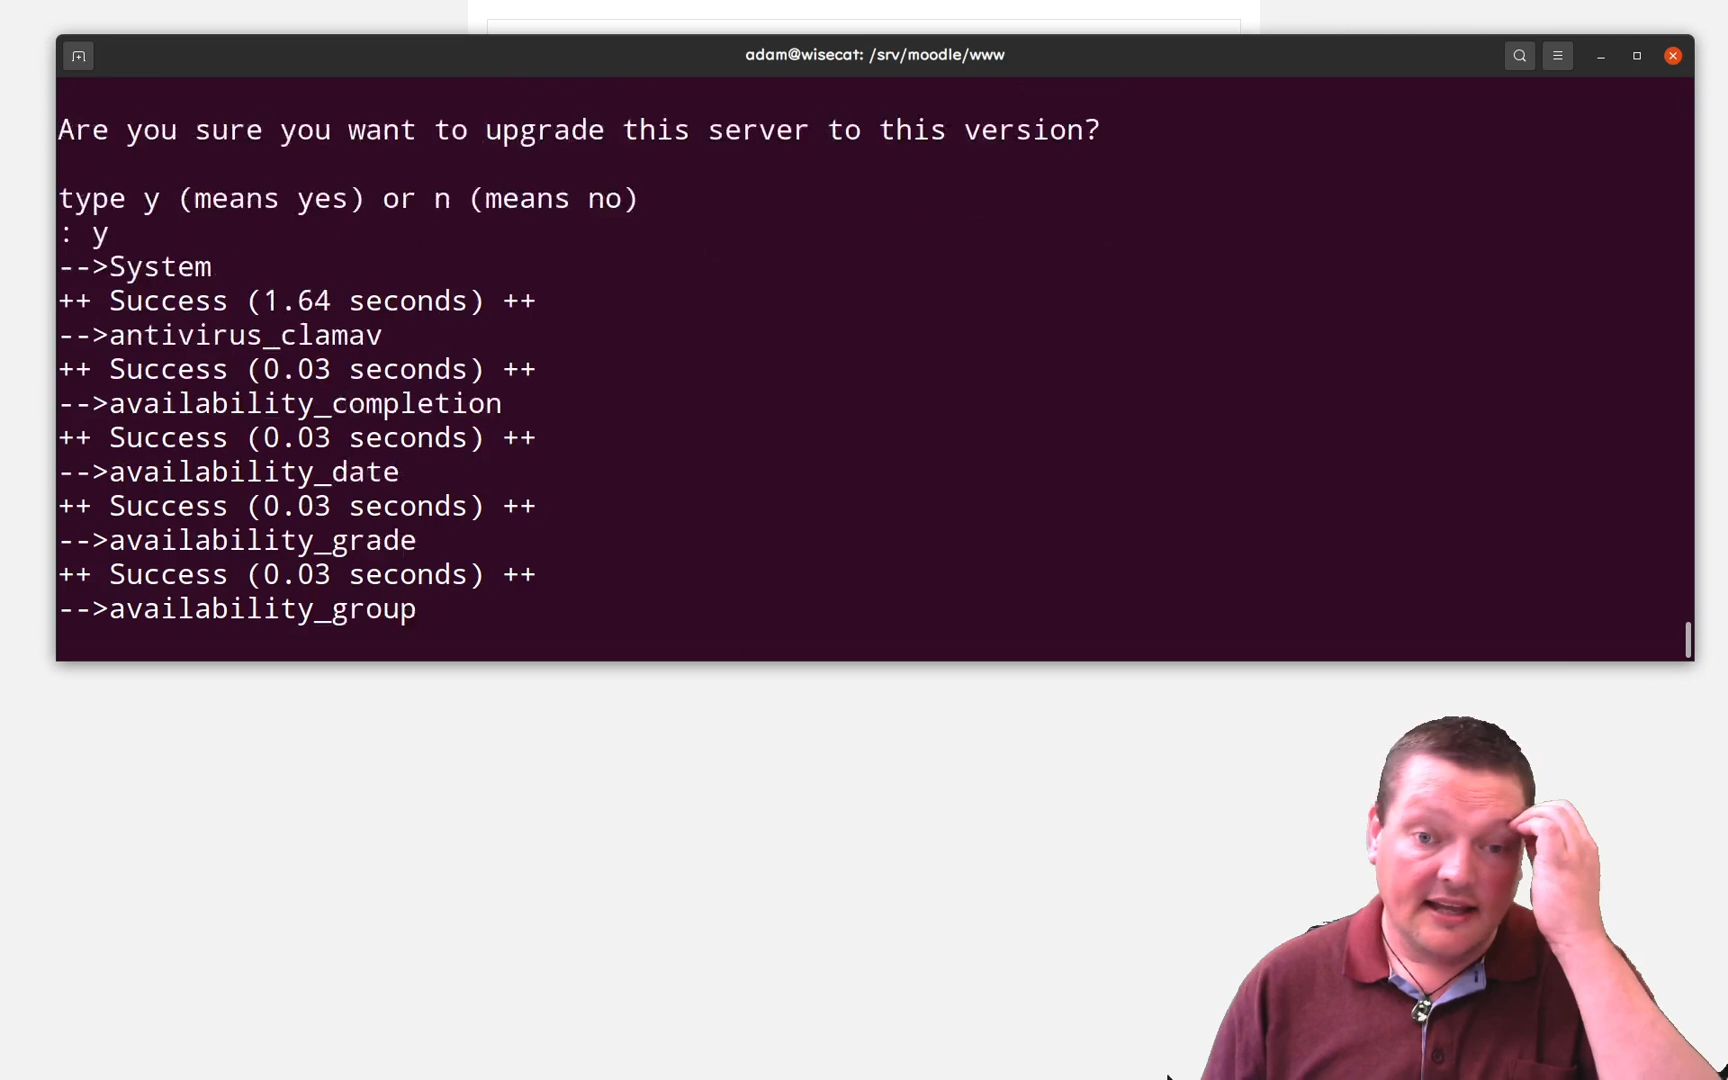 adam@wisecat: /srv/moodle/www
Are you sure you want to upgrade this server to this version?
type y (means yes) or n (means no)
: y
-->System
++ Success (1.64 seconds) ++
-->antivirus_clamav
++ Success (0.03 seconds) ++
-->availability_completion
++ Success (0.03 seconds) ++
-->availability_date
++ Success (0.03 seconds) ++
-->availability_grade
++ Success (0.03 seconds) ++
-->availability_group